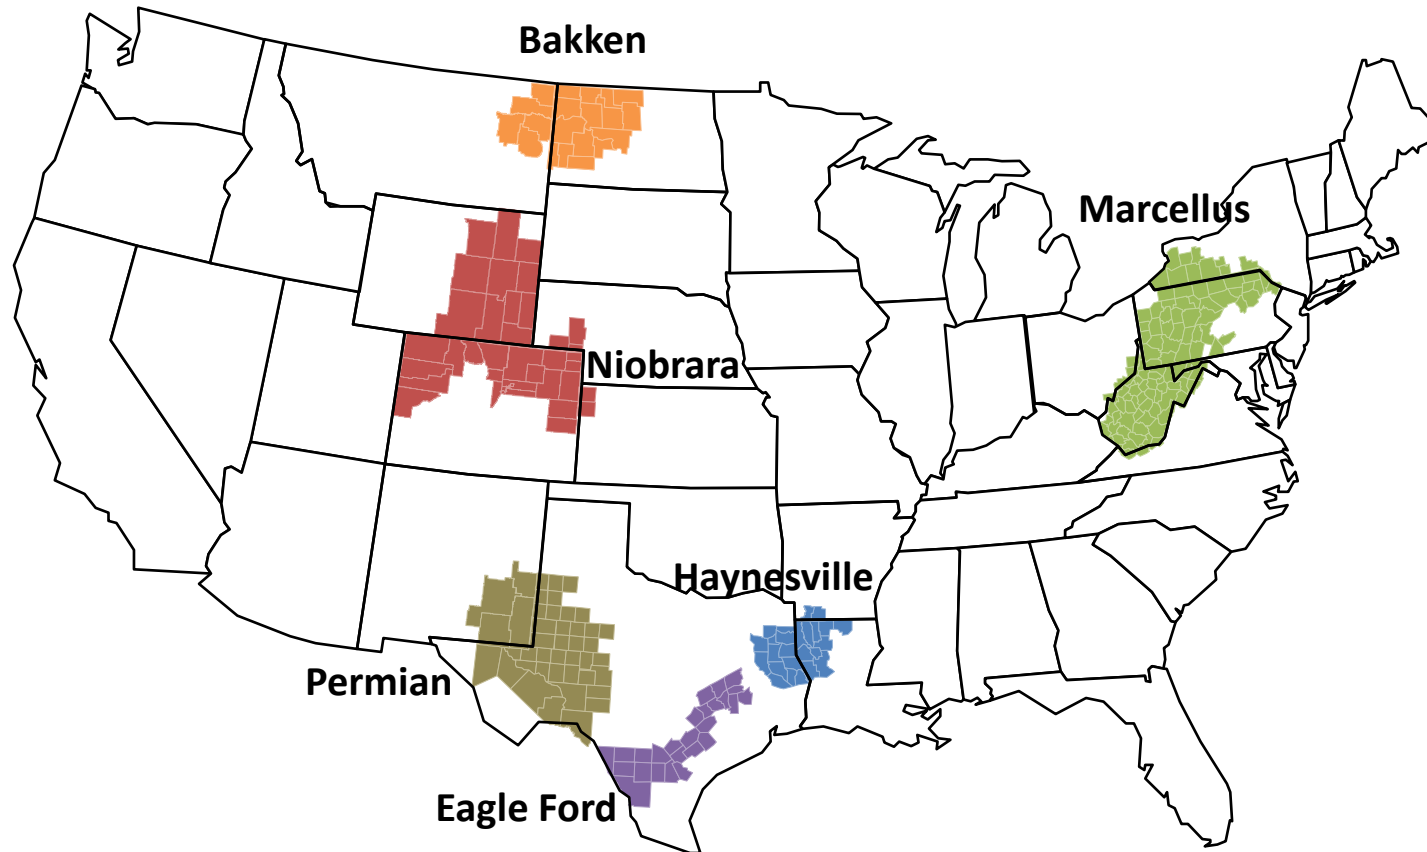 Bakken
Marcellus
Niobrara
Haynesville
Permian
Eagle Ford